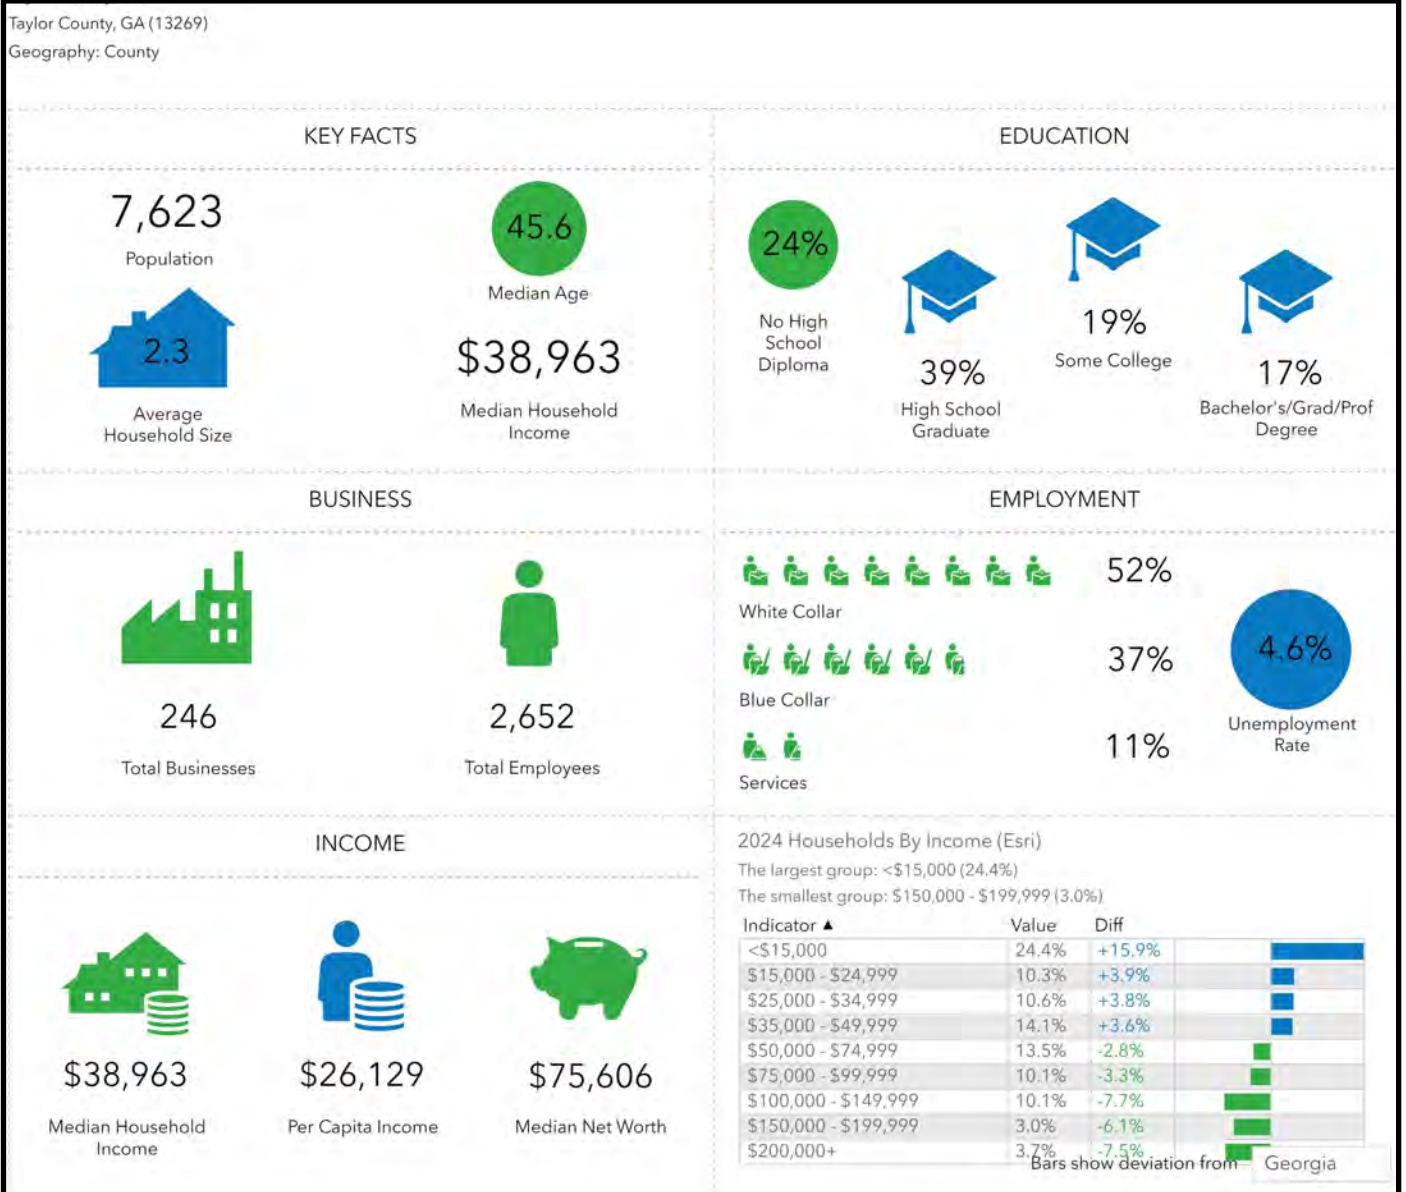 Taylor County, GA (13269)
Geography: County
KEY FACTS
7,623
Population
45.6
Median Age
2.3
Average
Household Size
$38,963
Median Household
Income
EDUCATION
24%
No High
School
Diploma
39%
High School
Graduate
19%
Some College
17%
Bachelor's/Grad/Prof
Degree
BUSINESS
246
Total Businesses
2,652
Total Employees
EMPLOYMENT
52%
White Collar
37%
Blue Collar
11%
Services
4.6%
Unemployment
Rate
INCOME
$38,963
Median Household
Income
$26,129
Per Capita Income
$75,606
Median Net Worth
2024 Households By Income (Esri)
The largest group: <$15,000 (24.4%)
The smallest group: $150,000 - $199,999 (3.0%)
Indicator ▲ Value Diff
<$15,000 24.4% +15.9%
$15,000 - $24,999 10.3% +3.9%
$25,000 - $34,999 10.6% +3.8%
$35,000 - $49,999 14.1% +3.6%
$50,000 - $74,999 13.5% -2.8%
$75,000 - $99,999 10.1% -3.3%
$100,000 - $149,999 10.1% -7.7%
$150,000 - $199,999 3.0% -6.1%
$200,000+ 3.7% -7.5%
Bars show deviation from Georgia